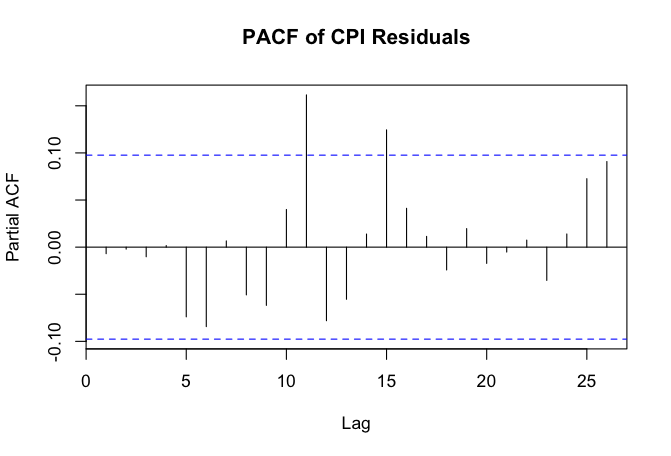 PACF of CPI Residuals
Partial ACF
0.10
0.00
-0.10
0 5 10 15 20 25
Lag